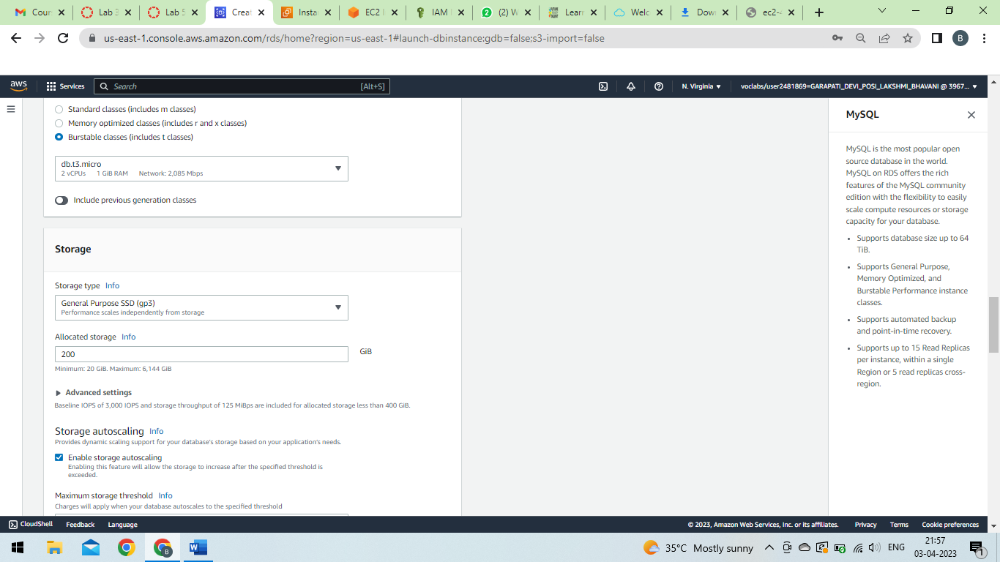 Cour
Lab 3
Lab 5
Creat
Insta
EC2 I
IAM
(2) W
Learn
Welc
Dow
ec2-
us-east-1.console.aws.amazon.com/rds/home?region=us-east-1#launch-dbinstance:gdb=false;s3-import=false
B
aws
Services
Search
[Alt+S]
N. Virginia
voclabs/user2481869=GARAPATI_DEVI_POSI_LAKSHMI_BHAVANI @ 3967...
Standard classes (includes m classes)
Memory optimized classes (includes r and x classes)
Burstable classes (includes t classes)
db.t3.micro
2 vCPUs 1 GiB RAM Network: 2,085 Mbps
Include previous generation classes
Storage
Storage type Info
General Purpose SSD (gp3)
Performance scales independently from storage
Allocated storage Info
200
GiB
Minimum: 20 GiB. Maximum: 6,144 GiB
Advanced settings
Baseline IOPS of 3,000 IOPS and storage throughput of 125 MiBps are included for allocated storage less than 400 GiB.
Storage autoscaling Info
Provides dynamic scaling support for your database's storage based on your application's needs.
Enable storage autoscaling
Enabling this feature will allow the storage to increase after the specified threshold is
exceeded.
Maximum storage threshold Info
Charges will apply when your database autoscales to the specified threshold
MySQL
MySQL is the most popular open
source database in the world.
MySQL on RDS offers the rich
features of the MySQL community
edition with the flexibility to easily
scale compute resources or storage
capacity for your database.
• Supports database size up to 64
TiB.
• Supports General Purpose,
Memory Optimized, and
Burstable Performance instance
classes.
• Supports automated backup
and point-in-time recovery.
• Supports up to 15 Read Replicas
per instance, within a single
Region or 5 read replicas cross-
region.
CloudShell
Feedback
Language
© 2023, Amazon Web Services, Inc. or its affiliates.
Privacy
Terms
Cookie preferences
35°C Mostly sunny
ENG
21:57
03-04-2023
1